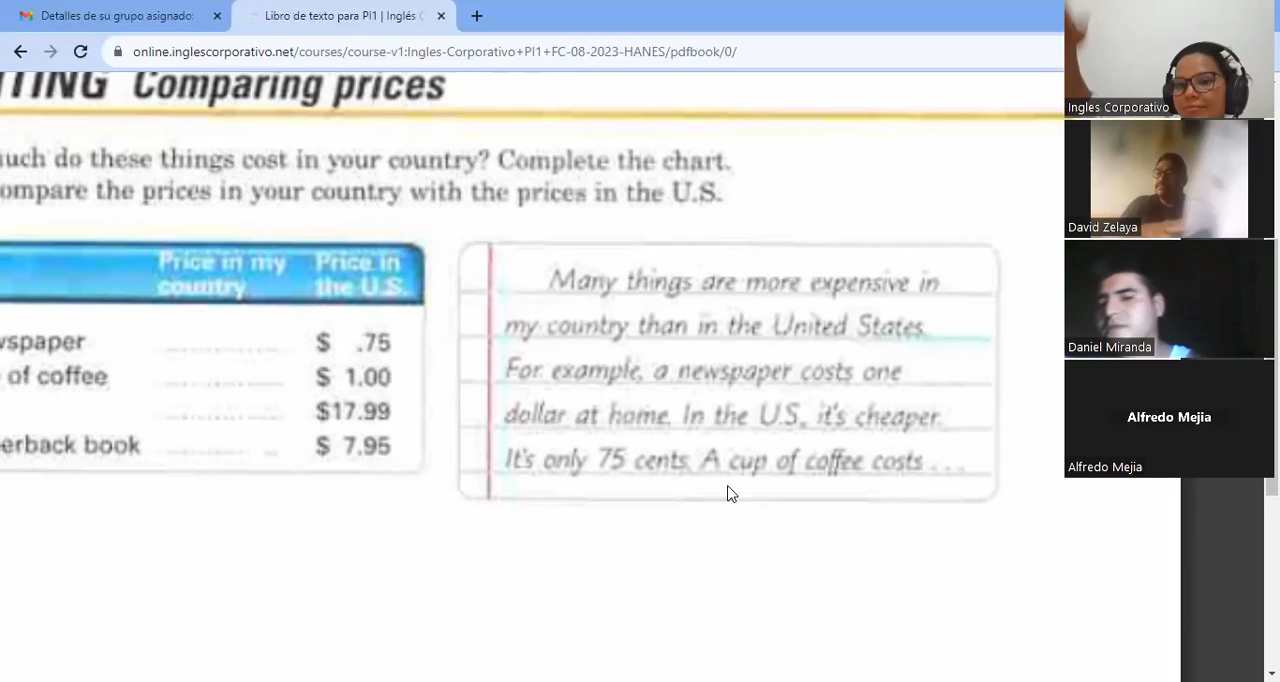 Detalles de su grupo asignado:
Libro de texto para PI1 | Inglés C
online.inglescorporativo.net/courses/course-v1:Ingles-Corporativo+PI1+FC-08-2023-HANES/pdfbook/0/
TING Comparing prices
uch do these things cost in your country? Complete the chart.
ompare the prices in your country with the prices in the U.S.
Price in my country
Price in the U.S.
wspaper $ .75
of coffee $ 1.00
$17.99
erback book $ 7.95
Many things are more expensive in
my country than in the United States.
For example, a newspaper costs one
dollar at home. In the U.S., it's cheaper.
It's only 75 cents. A cup of coffee costs . . .
Ingles Corporativo
David Zelaya
Daniel Miranda
Alfredo Mejia
Alfredo Mejia